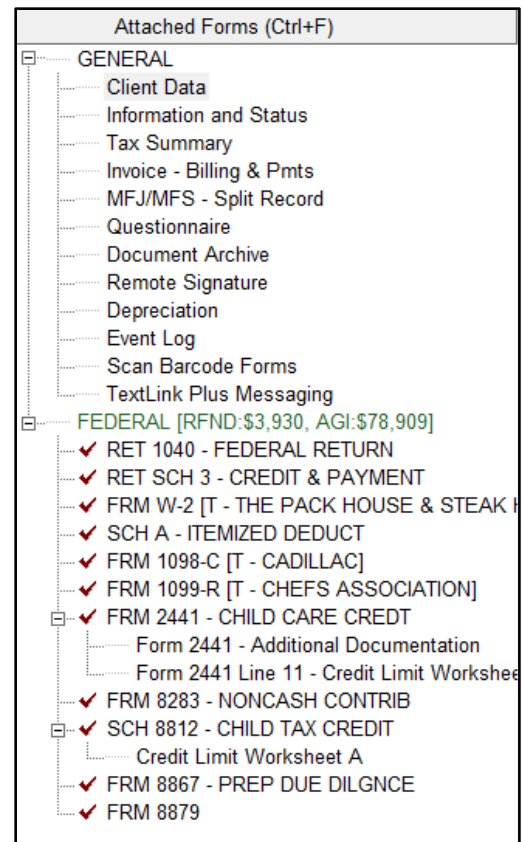 Attached Forms (Ctrl+F)
GENERAL
Client Data
Information and Status
Tax Summary
Invoice - Billing & Pmts
MFJ/MFS - Split Record
Questionnaire
Document Archive
Remote Signature
Depreciation
Event Log
Scan Barcode Forms
TextLink Plus Messaging
FEDERAL [RFND:$3,930, AGI:$78,909]
RET 1040 - FEDERAL RETURN
RET SCH 3 - CREDIT & PAYMENT
FRM W-2 [T - THE PACK HOUSE & STEAK H
SCH A - ITEMIZED DEDUCT
FRM 1098-C [T - CADILLAC]
FRM 1099-R [T - CHEFS ASSOCIATION]
FRM 2441 - CHILD CARE CREDT
Form 2441 - Additional Documentation
Form 2441 Line 11 - Credit Limit Workshee
FRM 8283 - NONCASH CONTRIB
SCH 8812 - CHILD TAX CREDIT
Credit Limit Worksheet A
FRM 8867 - PREP DUE DILGNCE
FRM 8879